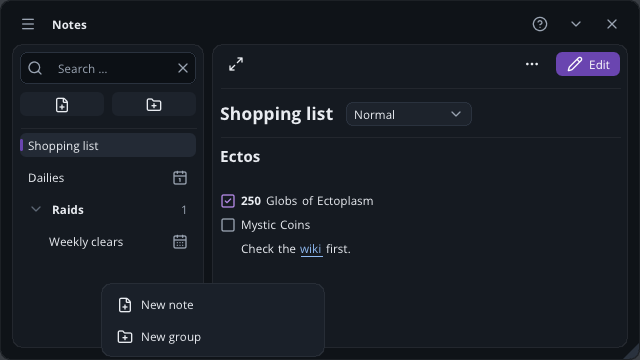 Notes
Search ...
Shopping list
Dailies
Raids 1
Weekly clears
New note
New group
Edit
Shopping list Normal
Ectos
250 Globs of Ectoplasm
Mystic Coins
Check the wiki first.